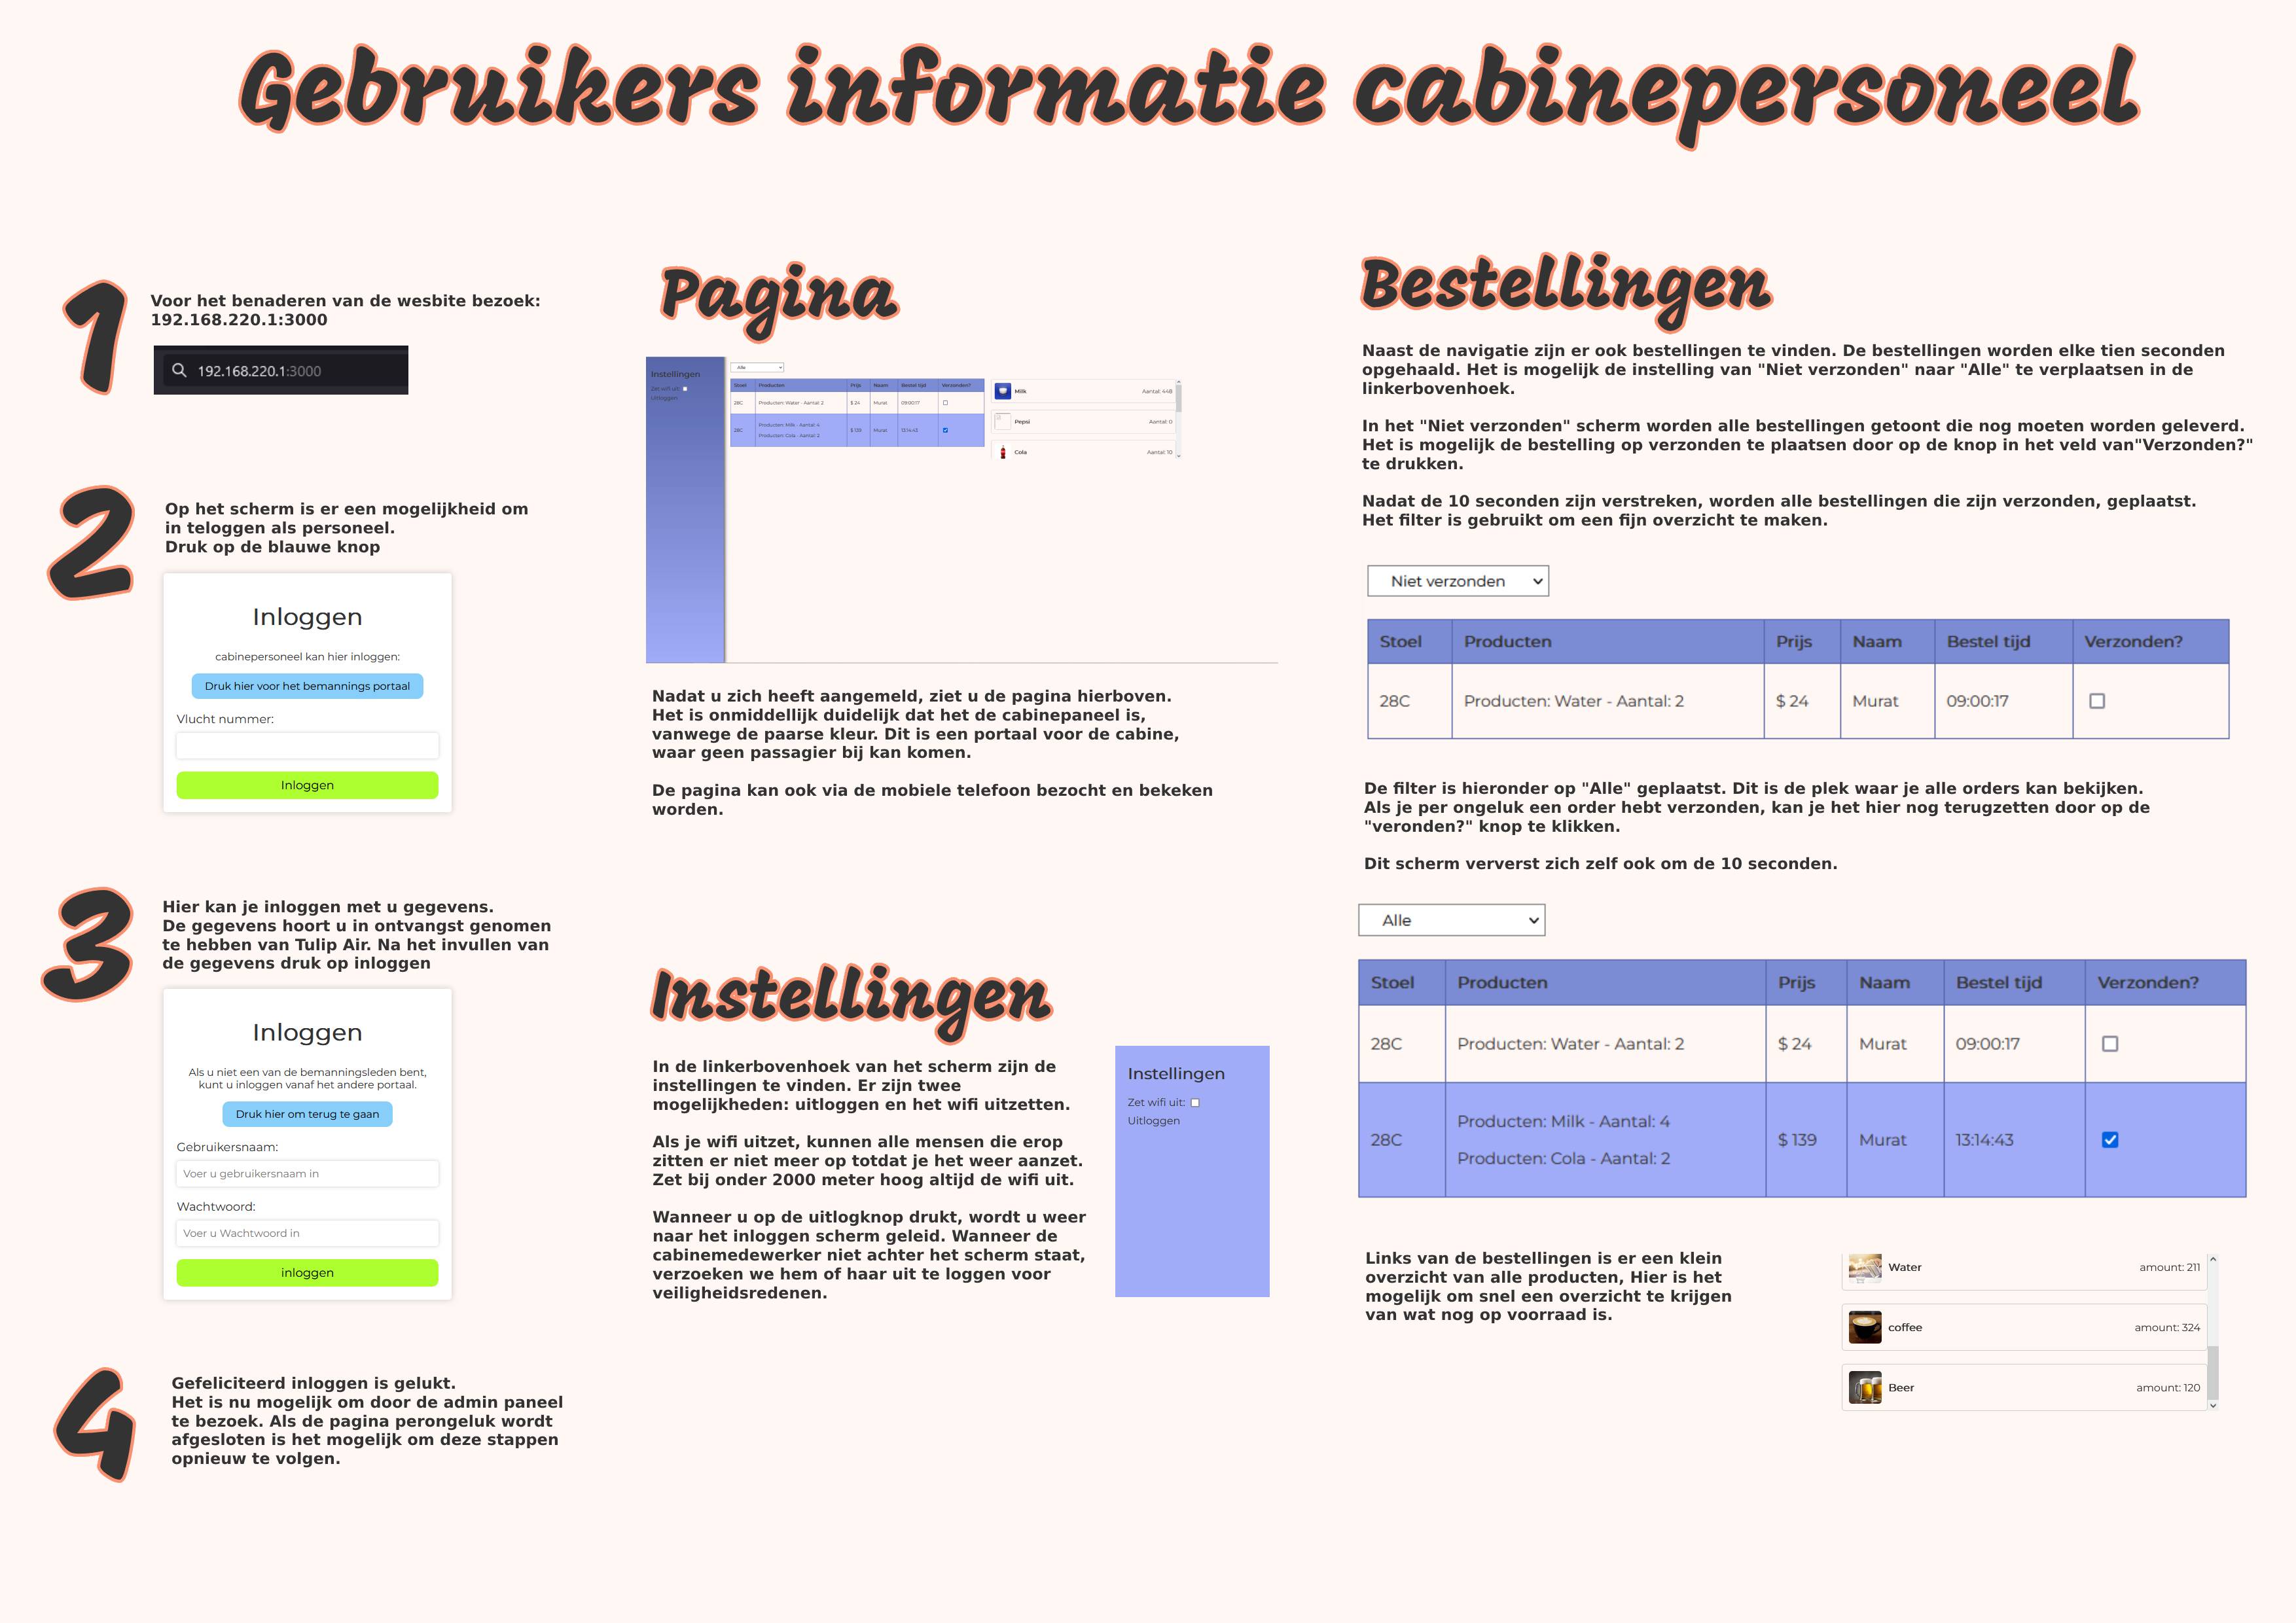 Gebruikers informatie cabinepersoneel
1
Voor het benaderen van de wesbite bezoek:
192.168.220.1:3000
192.168.220.1:3000
2
Op het scherm is er een mogelijkheid om
in teloggen als personeel.
Druk op de blauwe knop
Inloggen
cabinepersoneel kan hier inloggen:
Druk hier voor het bemannings portaal
Vlucht nummer:
Inloggen
3
Hier kan je inloggen met u gegevens.
De gegevens hoort u in ontvangst genomen
te hebben van Tulip Air. Na het invullen van
de gegevens druk op inloggen
Inloggen
Als u niet een van de bemanningsleden bent,
kunt u inloggen vanaf het andere portaal.
Druk hier om terug te gaan
Gebruikersnaam:
Voer u gebruikersnaam in
Wachtwoord:
Voer u Wachtwoord in
inloggen
4
Gefeliciteerd inloggen is gelukt.
Het is nu mogelijk om door de admin paneel
te bezoek. Als de pagina perongeluk wordt
afgesloten is het mogelijk om deze stappen
opnieuw te volgen.
Pagina
Instellingen
Zet wifi uit:
Uitloggen
Alle
Stoel Producten Prijs Naam Bestel tijd Verzonden?
28C Producten: Water - Aantal: 2 $ 24 Murat 09:00:17
28C Producten: Milk - Aantal: 4 $ 139 Murat 13:14:43
Producten: Cola - Aantal: 2
Milk Aantal: 448
Pepsi Aantal: 0
Cola Aantal: 10
Nadat u zich heeft aangemeld, ziet u de pagina hierboven.
Het is onmiddellijk duidelijk dat het de cabinepaneel is,
vanwege de paarse kleur. Dit is een portaal voor de cabine,
waar geen passagier bij kan komen.
De pagina kan ook via de mobiele telefoon bezocht en bekeken
worden.
Instellingen
In de linkerbovenhoek van het scherm zijn de
instellingen te vinden. Er zijn twee
mogelijkheden: uitloggen en het wifi uitzetten.
Als je wifi uitzet, kunnen alle mensen die erop
zitten er niet meer op totdat je het weer aanzet.
Zet bij onder 2000 meter hoog altijd de wifi uit.
Wanneer u op de uitlogknop drukt, wordt u weer
naar het inloggen scherm geleid. Wanneer de
cabinemedewerker niet achter het scherm staat,
verzoeken we hem of haar uit te loggen voor
veiligheidsredenen.
Instellingen
Zet wifi uit:
Uitloggen
Bestellingen
Naast de navigatie zijn er ook bestellingen te vinden. De bestellingen worden elke tien seconden
opgehaald. Het is mogelijk de instelling van "Niet verzonden" naar "Alle" te verplaatsen in de
linkerbovenhoek.
In het "Niet verzonden" scherm worden alle bestellingen getoont die nog moeten worden geleverd.
Het is mogelijk de bestelling op verzonden te plaatsen door op de knop in het veld van"Verzonden?"
te drukken.
Nadat de 10 seconden zijn verstreken, worden alle bestellingen die zijn verzonden, geplaatst.
Het filter is gebruikt om een fijn overzicht te maken.
Niet verzonden
Stoel Producten Prijs Naam Bestel tijd Verzonden?
28C Producten: Water - Aantal: 2 $ 24 Murat 09:00:17
De filter is hieronder op "Alle" geplaatst. Dit is de plek waar je alle orders kan bekijken.
Als je per ongeluk een order hebt verzonden, kan je het hier nog terugzetten door op de
"veronden?" knop te klikken.
Dit scherm ververst zich zelf ook om de 10 seconden.
Alle
Stoel Producten Prijs Naam Bestel tijd Verzonden?
28C Producten: Water - Aantal: 2 $ 24 Murat 09:00:17
28C Producten: Milk - Aantal: 4 $ 139 Murat 13:14:43
Producten: Cola - Aantal: 2
Links van de bestellingen is er een klein
overzicht van alle producten, Hier is het
mogelijk om snel een overzicht te krijgen
van wat nog op voorraad is.
Water amount: 211
coffee amount: 324
Beer amount: 120